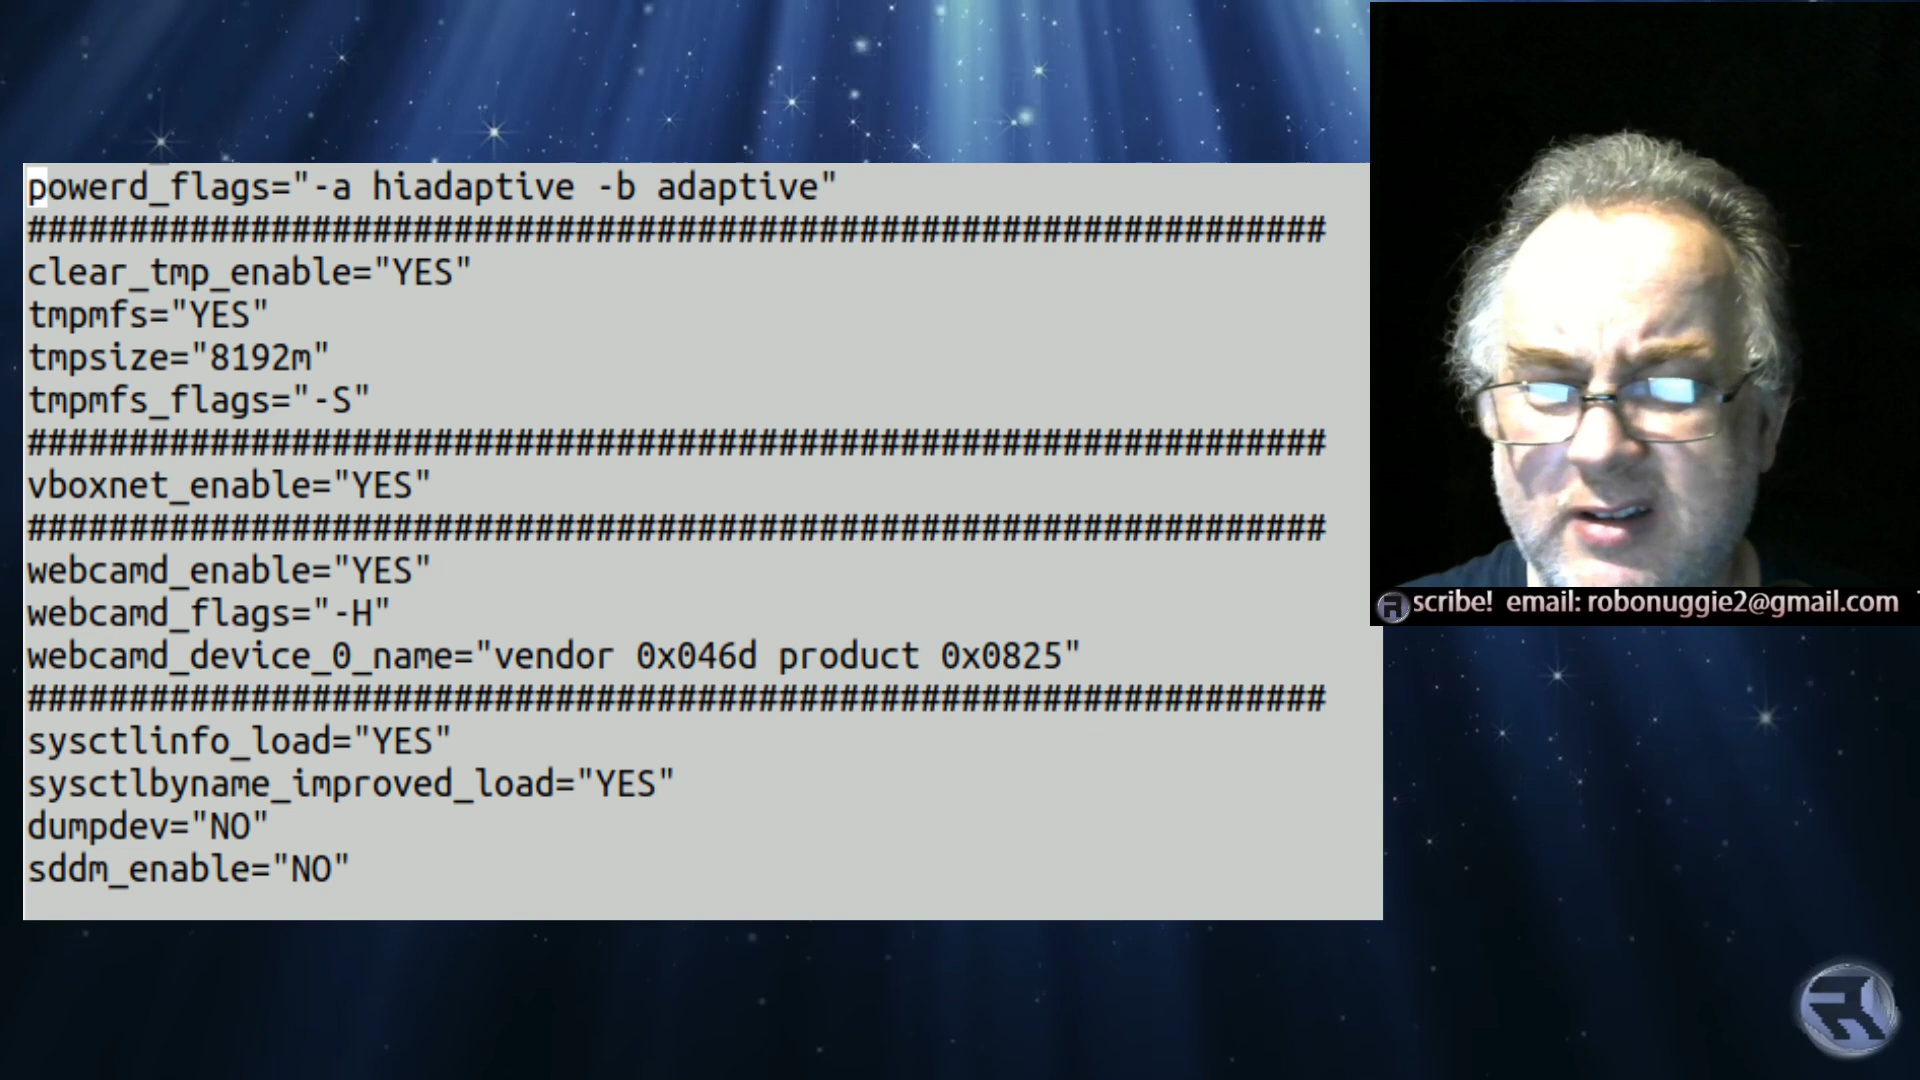 powerd_flags="-a hiadaptive -b adaptive"
################################################################
clear_tmp_enable="YES"
tmpmfs="YES"
tmpsize="8192m"
tmpmfs_flags="-S"
################################################################
vboxnet_enable="YES"
################################################################
webcamd_enable="YES"
webcamd_flags="-H"
webcamd_device_0_name="vendor 0x046d product 0x0825"
################################################################
sysctlinfo_load="YES"
sysctlbyname_improved_load="YES"
dumpdev="NO"
sddm_enable="NO"
scribe! email: robonuggie2@gmail.com